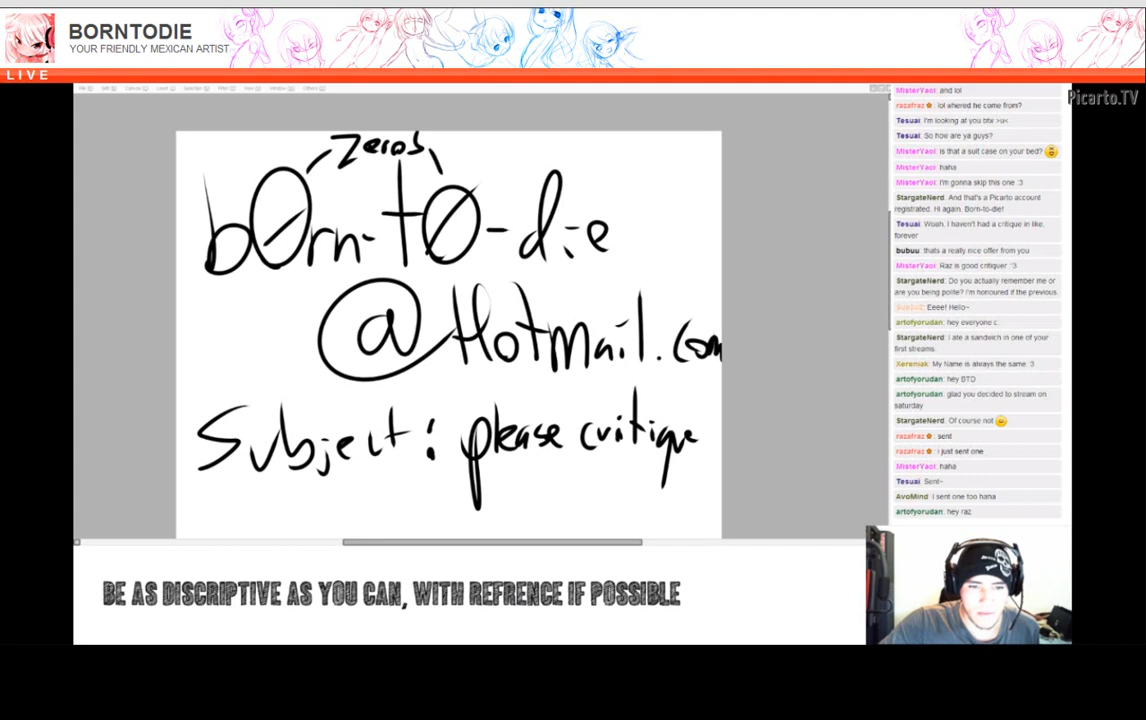 BORNTODIE
YOUR FRIENDLY MEXICAN ARTIST
LIVE
Picarto.TV
zeros
b0rn-t0-die
@Hotmail.com
Subject: please critique
BE AS DISCRIPTIVE AS YOU CAN, WITH REFRENCE IF POSSIBLE
MisterYaoi: and lol
razafraz: lol whered he come from?
Tesuai: I'm looking at you btw >u<
Tesuai: So how are ya guys?
MisterYaoi: is that a suit case on your bed?
MisterYaoi: haha
MisterYaoi: I'm gonna skip this one :3
StargateNerd: And that's a Picarto account
registrated. Hi again, Born-to-die!
Tesuai: Woah, I haven't had a critique in like,
forever
bubuu: thats a really nice offer from you
MisterYaoi: Raz is good critiquer :'3
StargateNerd: Do you actually remember me or
are you being polite? I'm honoured if the previous.
Eeee! Hello~
artofyorudan: hey everyone c:
StargateNerd: I ate a sandwich in one of your
first streams.
Xereniak: My Name is always the same :3
artofyorudan: hey BTD
artofyorudan: glad you decided to stream on
saturday
StargateNerd: Of course not
razafraz: sent
razafraz: i just sent one
MisterYaoi: haha
Tesuai: Sent~
AvoMind: I sent one too haha
artofyorudan: hey raz